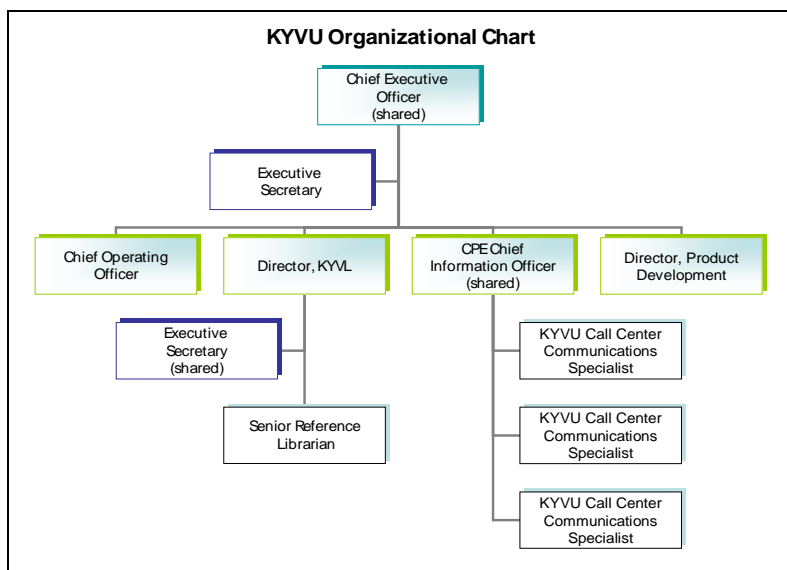 KYVU Organizational Chart
Chief Executive
Officer
(shared)
Executive
Secretary
Chief Operating
Officer
Director, KYVL
CPE Chief
Information Officer
(shared)
Director, Product
Development
Executive
Secretary
(shared)
Senior Reference
Librarian
KYVU Call Center
Communications
Specialist
KYVU Call Center
Communications
Specialist
KYVU Call Center
Communications
Specialist